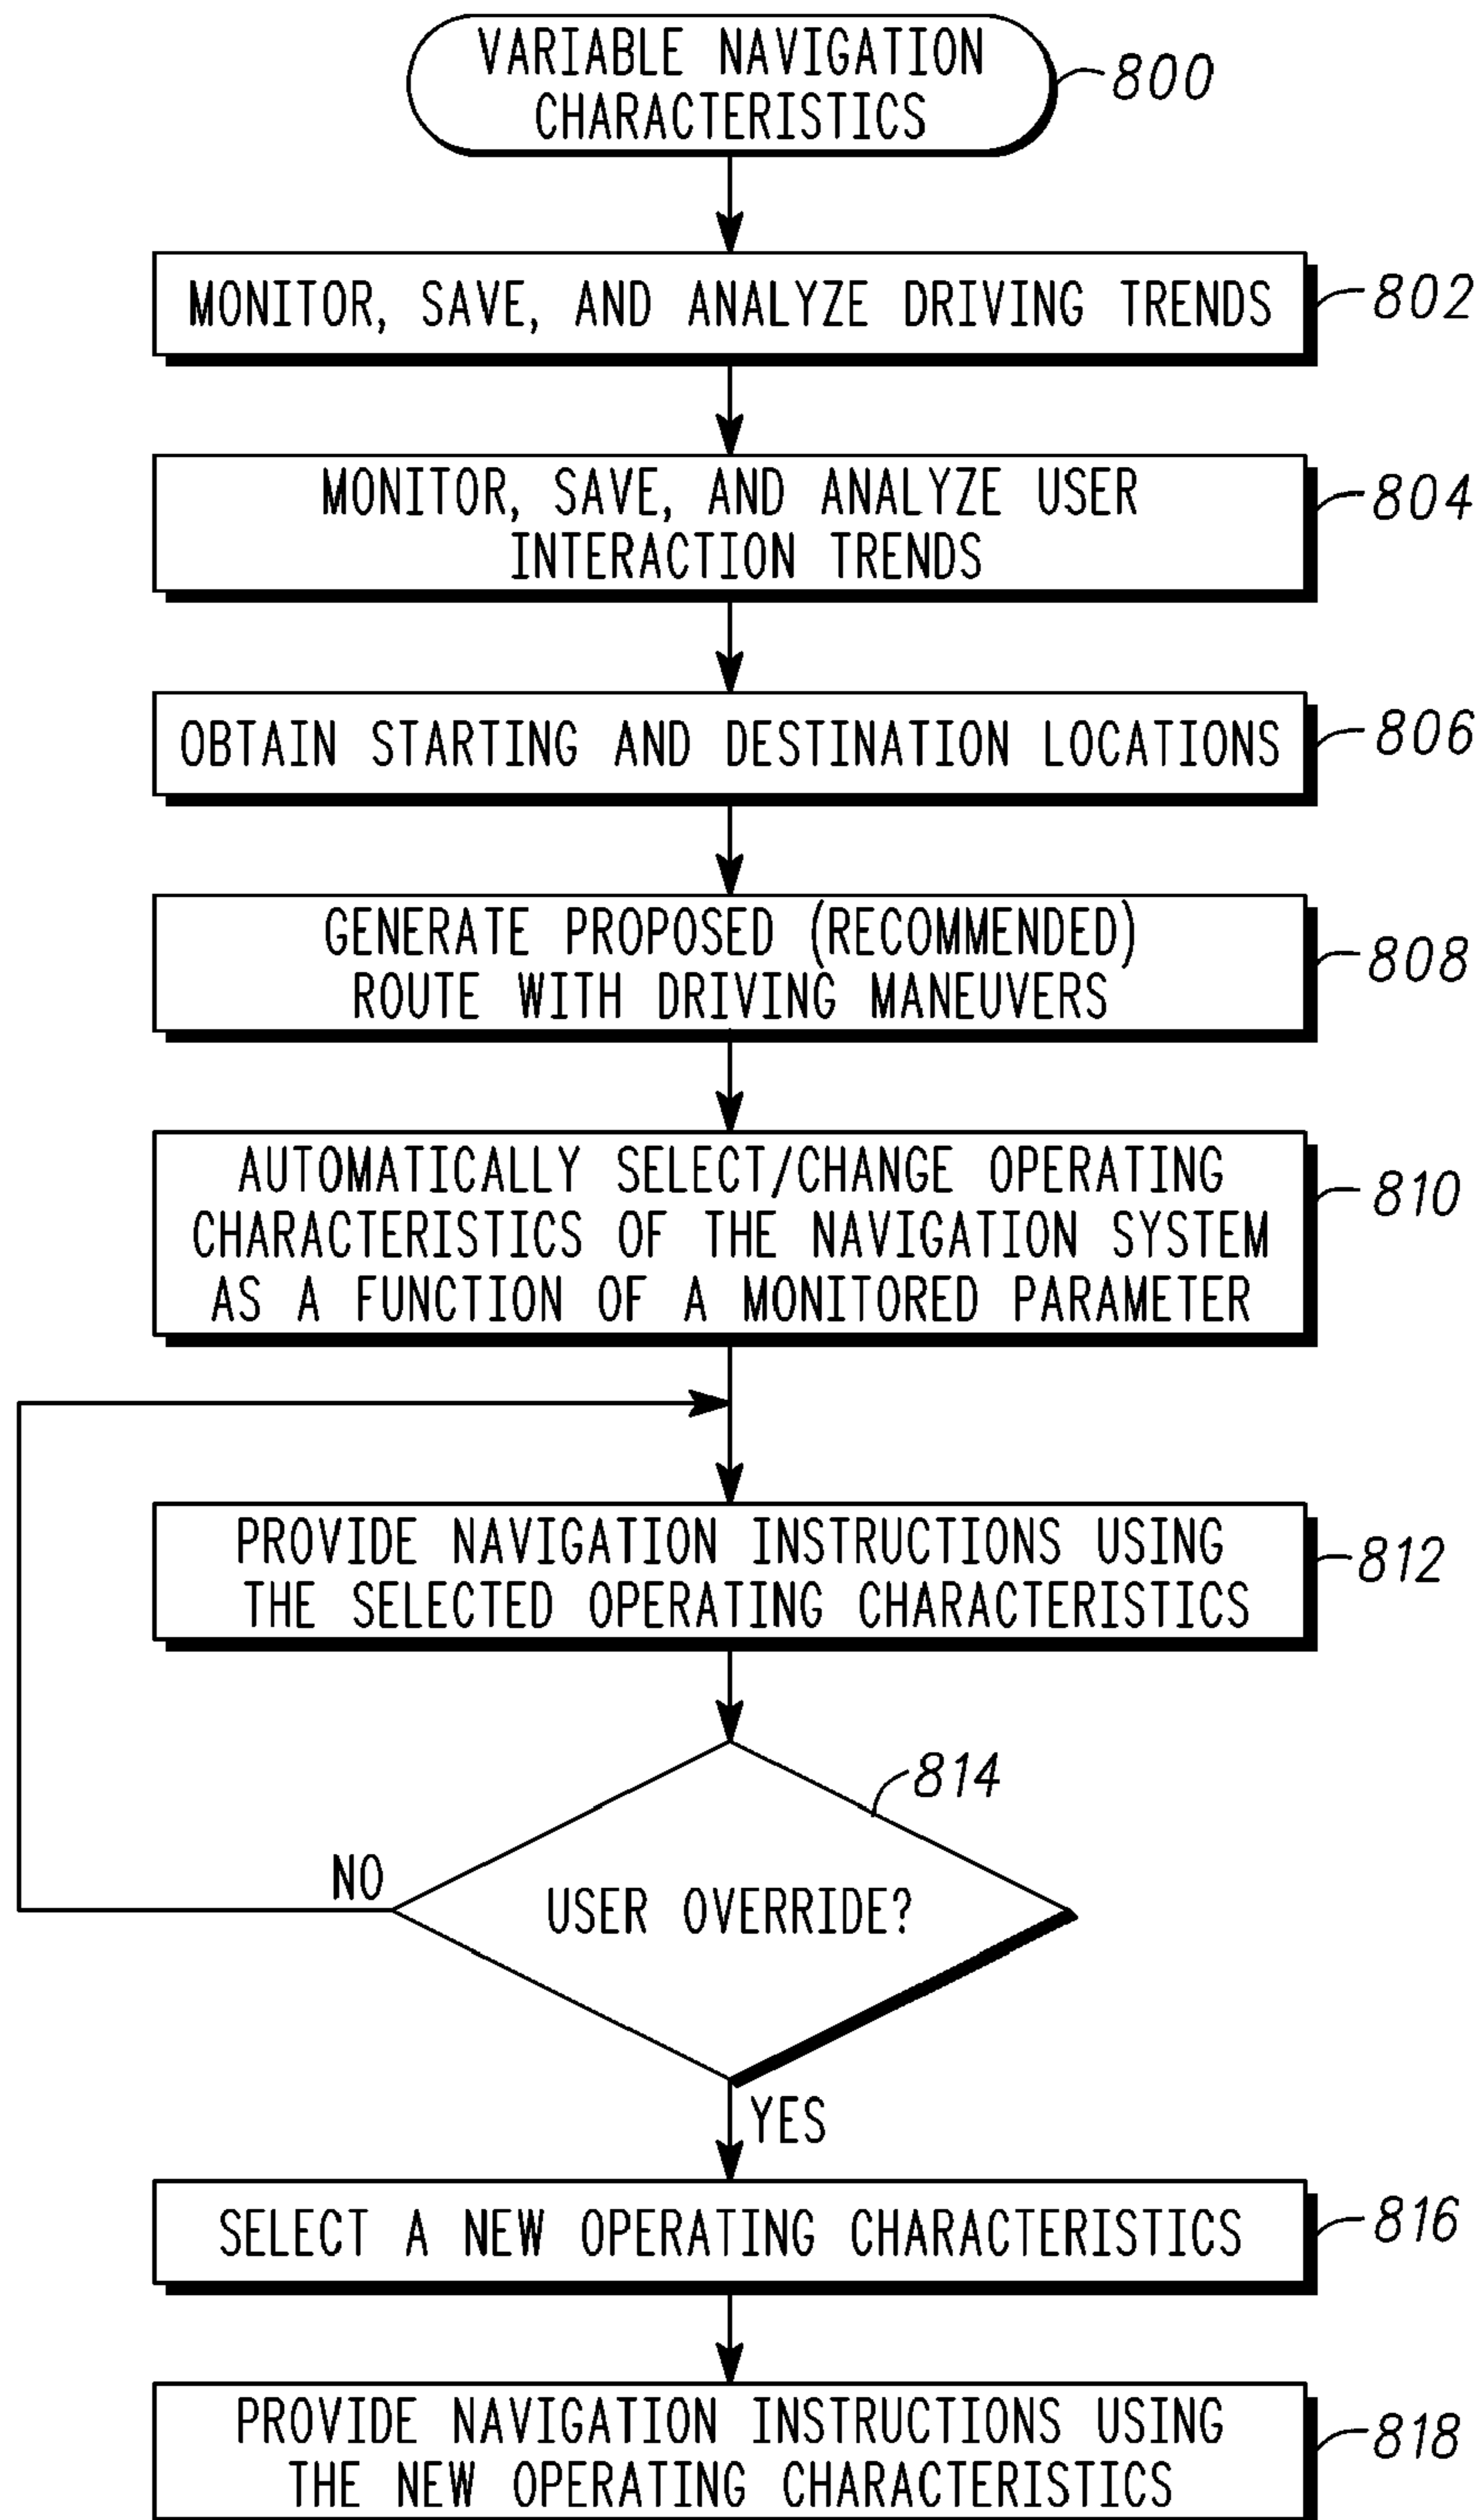 VARIABLE NAVIGATION
CHARACTERISTICS
800
MONITOR, SAVE, AND ANALYZE DRIVING TRENDS
802
MONITOR, SAVE, AND ANALYZE USER
INTERACTION TRENDS
804
OBTAIN STARTING AND DESTINATION LOCATIONS
806
GENERATE PROPOSED (RECOMMENDED)
ROUTE WITH DRIVING MANEUVERS
808
AUTOMATICALLY SELECT/CHANGE OPERATING
CHARACTERISTICS OF THE NAVIGATION SYSTEM
AS A FUNCTION OF A MONITORED PARAMETER
810
PROVIDE NAVIGATION INSTRUCTIONS USING
THE SELECTED OPERATING CHARACTERISTICS
812
814
NO
USER OVERRIDE?
YES
SELECT A NEW OPERATING CHARACTERISTICS
816
PROVIDE NAVIGATION INSTRUCTIONS USING
THE NEW OPERATING CHARACTERISTICS
818